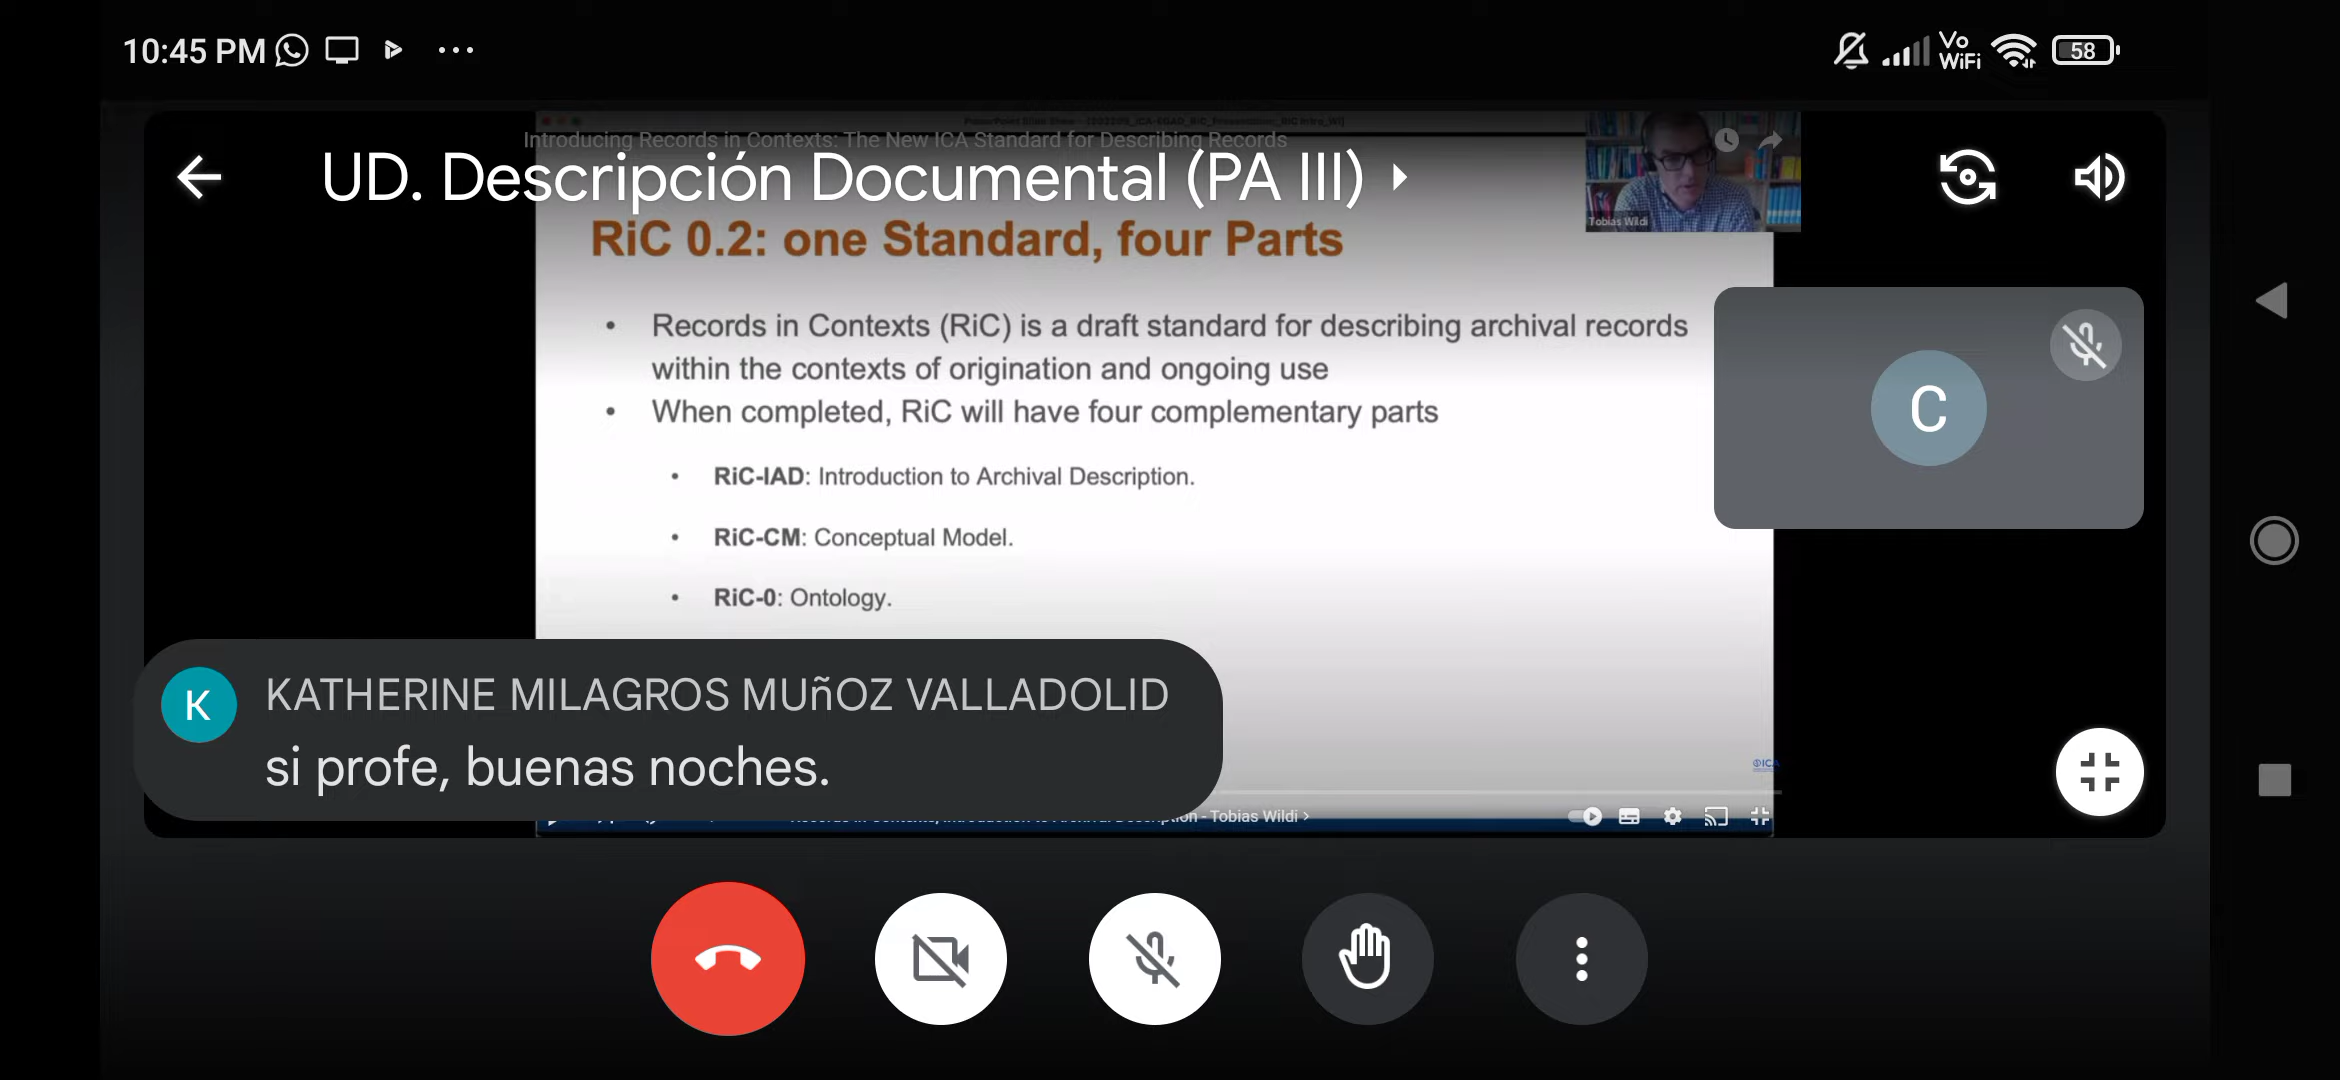 10:45 PM
Vo
WiFi
58
Introducing Records in Contexts: The New ICA Standard for Describing Records
UD. Descripción Documental (PA III)
Tobias Wildi
RiC 0.2: one Standard, four Parts
• Records in Contexts (RiC) is a draft standard for describing archival records
within the contexts of origination and ongoing use
• When completed, RiC will have four complementary parts
• RiC-IAD: Introduction to Archival Description.
• RiC-CM: Conceptual Model.
• RiC-0: Ontology.
C
K
KATHERINE MILAGROS MUñOZ VALLADOLID
si profe, buenas noches.
ICA
- Tobias Wildi